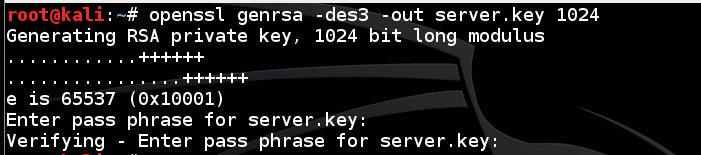 root@kali:~# openssl genrsa -des3 -out server.key 1024
Generating RSA private key, 1024 bit long modulus
............++++++
................++++++
e is 65537 (0x10001)
Enter pass phrase for server.key:
Verifying - Enter pass phrase for server.key: